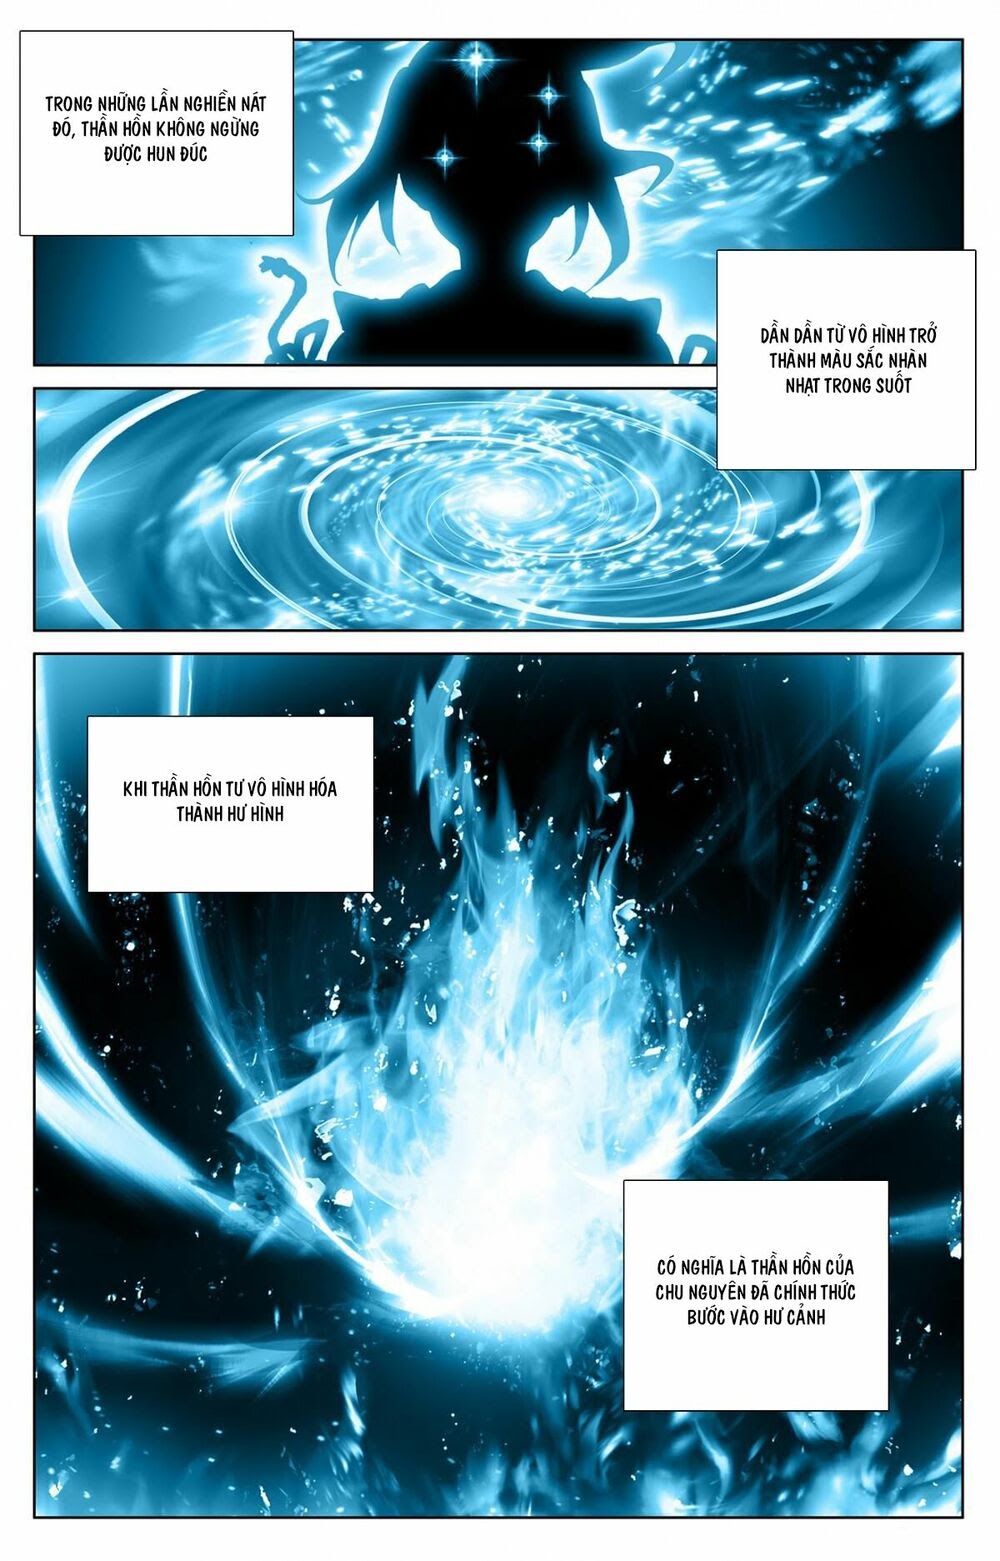 TRONG NHỮNG LẦN NGHIỀN NÁT
ĐÓ, THẦN HỒN KHÔNG NGỪNG
ĐƯỢC HUN ĐÚC
DẦN DẦN TỪ VÔ HÌNH TRỞ
THÀNH MÀU SẮC NHÀN
NHẠT TRONG SUỐT
KHI THẦN HỒN TƯ VÔ HÌNH HÓA
THÀNH HƯ HÌNH
CÓ NGHĨA LÀ THẦN HỒN CỦA
CHU NGUYÊN ĐÃ CHÍNH THỨC
BƯỚC VÀO HƯ CẢNH